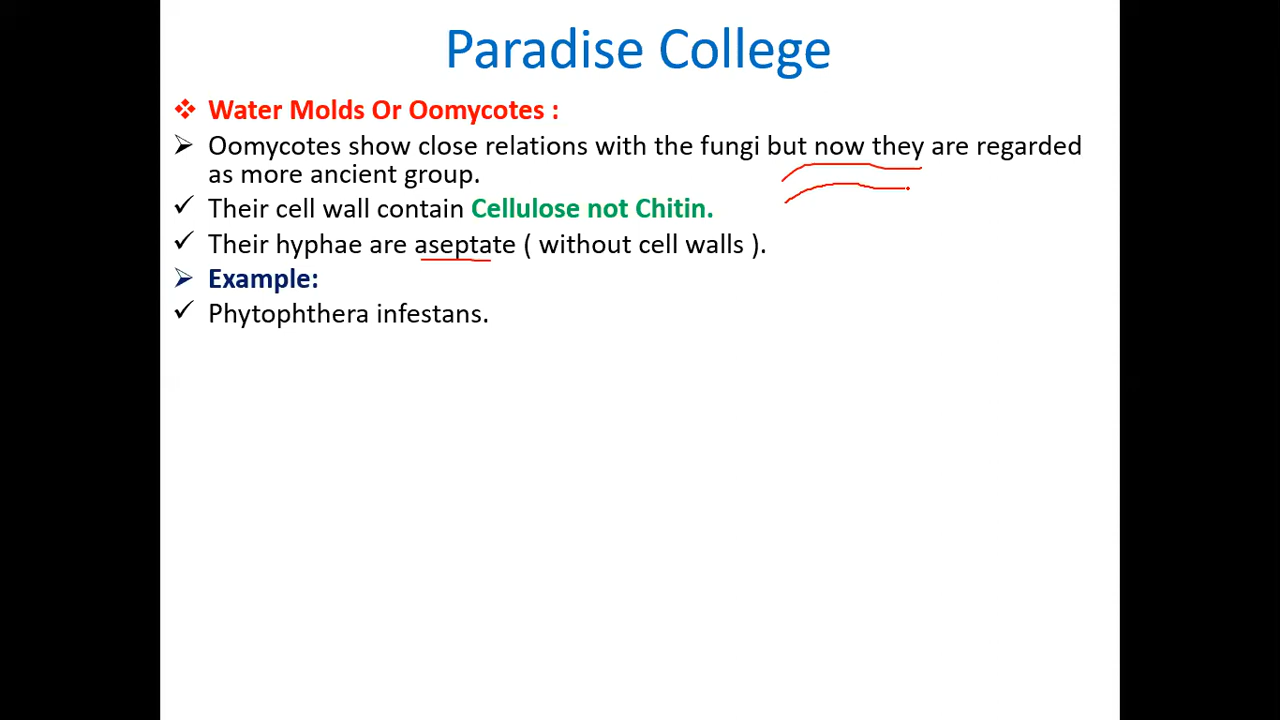 Paradise College
❖ Water Molds Or Oomycotes :
➢ Oomycotes show close relations with the fungi but now they are regarded
as more ancient group.
✓ Their cell wall contain Cellulose not Chitin.
✓ Their hyphae are aseptate ( without cell walls ).
➢ Example:
✓ Phytophthera infestans.